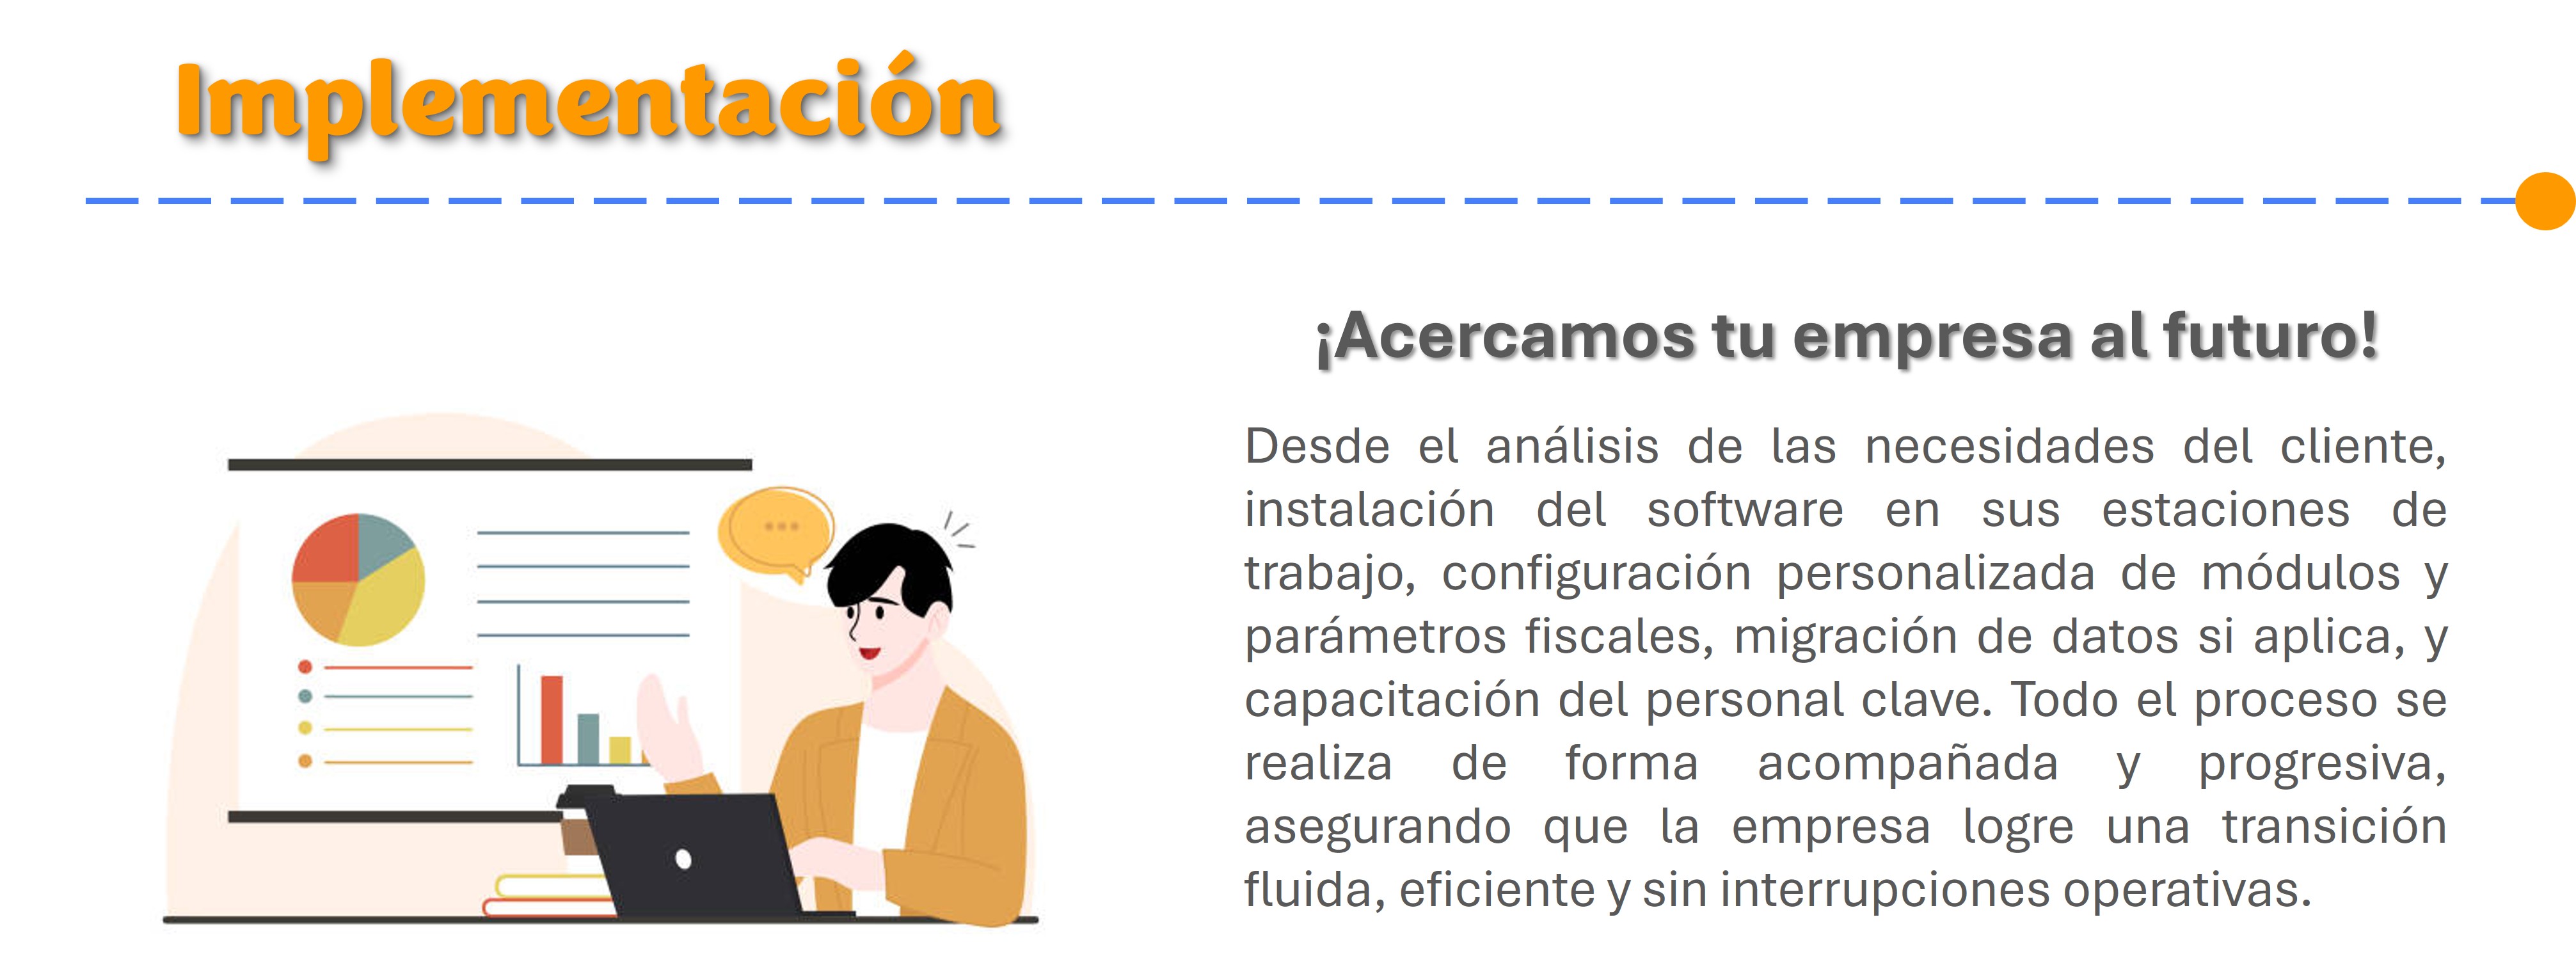 Implementación
¡Acercamos tu empresa al futuro!
Desde el análisis de las necesidades del cliente,
instalación del software en sus estaciones de
trabajo, configuración personalizada de módulos y
parámetros fiscales, migración de datos si aplica, y
capacitación del personal clave. Todo el proceso se
realiza de forma acompañada y progresiva,
asegurando que la empresa logre una transición
fluida, eficiente y sin interrupciones operativas.